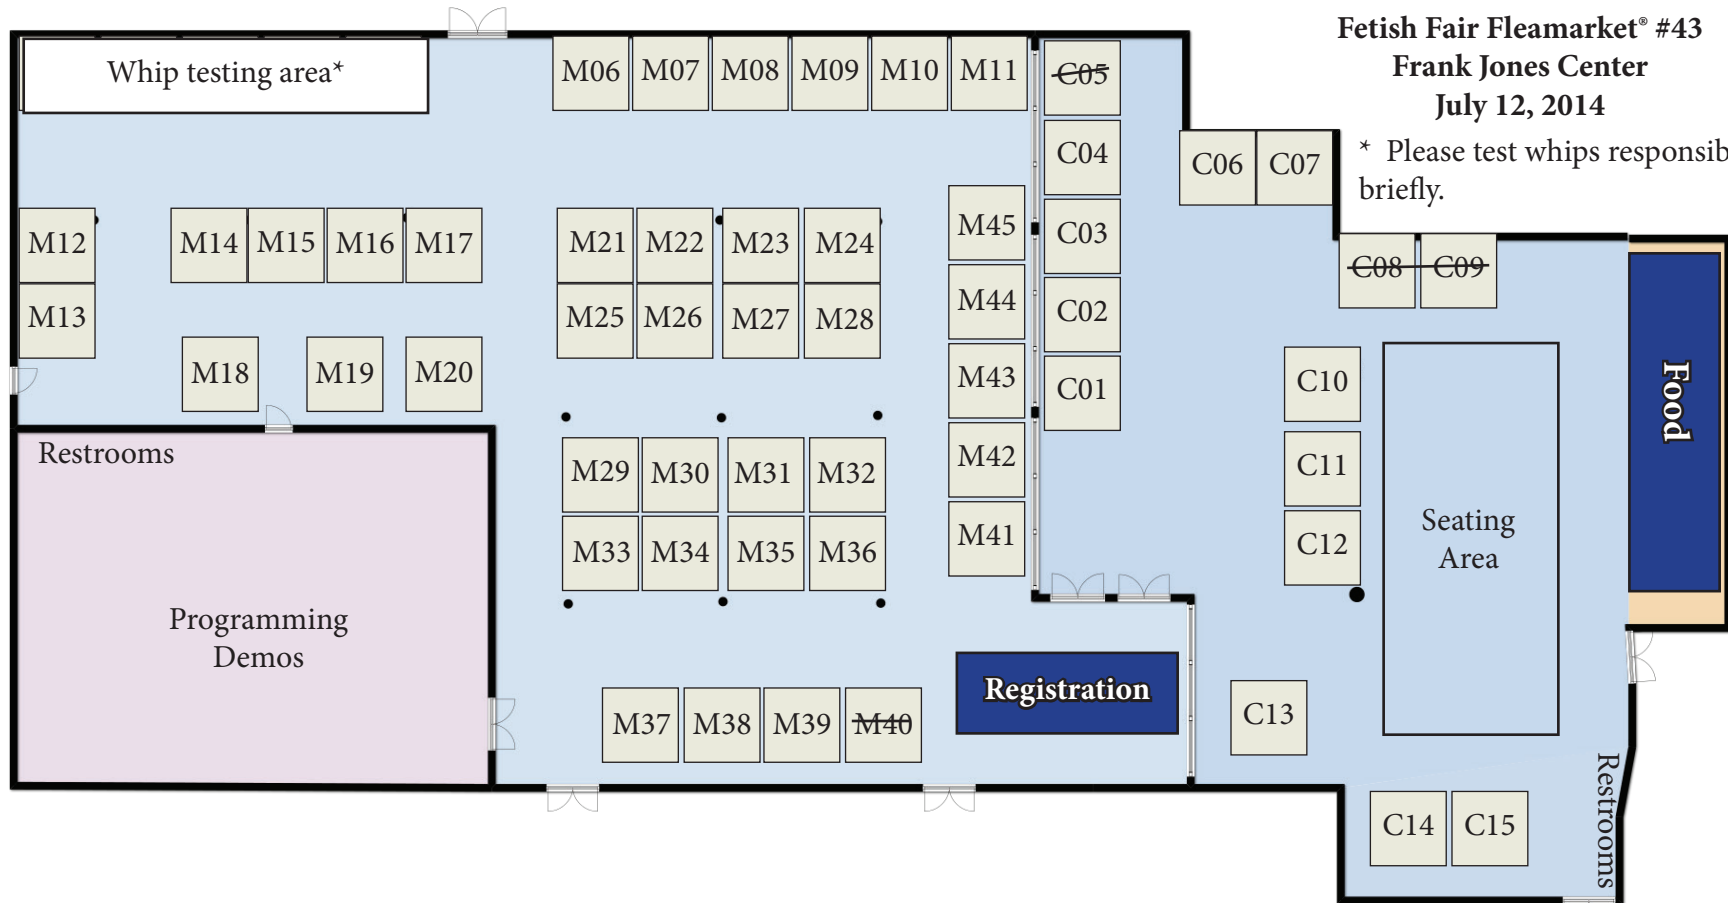 Fetish Fair Fleamarket® #43
Frank Jones Center
July 12, 2014
* Please test whips responsib
briefly.
Whip testing area*
M06 M07 M08 M09 M10 M11
C05
C04
C06 C07
C03
C02
C01
M12
M13
M14 M15 M16 M17
M18 M19 M20
M21 M22 M23 M24
M25 M26 M27 M28
M45
M44
M43
M42
M41
M29 M30 M31 M32
M33 M34 M35 M36
M37 M38 M39 M40
Registration
Restrooms
Programming
Demos
C08 C09
C10
C11
C12
Seating
Area
Food
C13
C14 C15
Restrooms